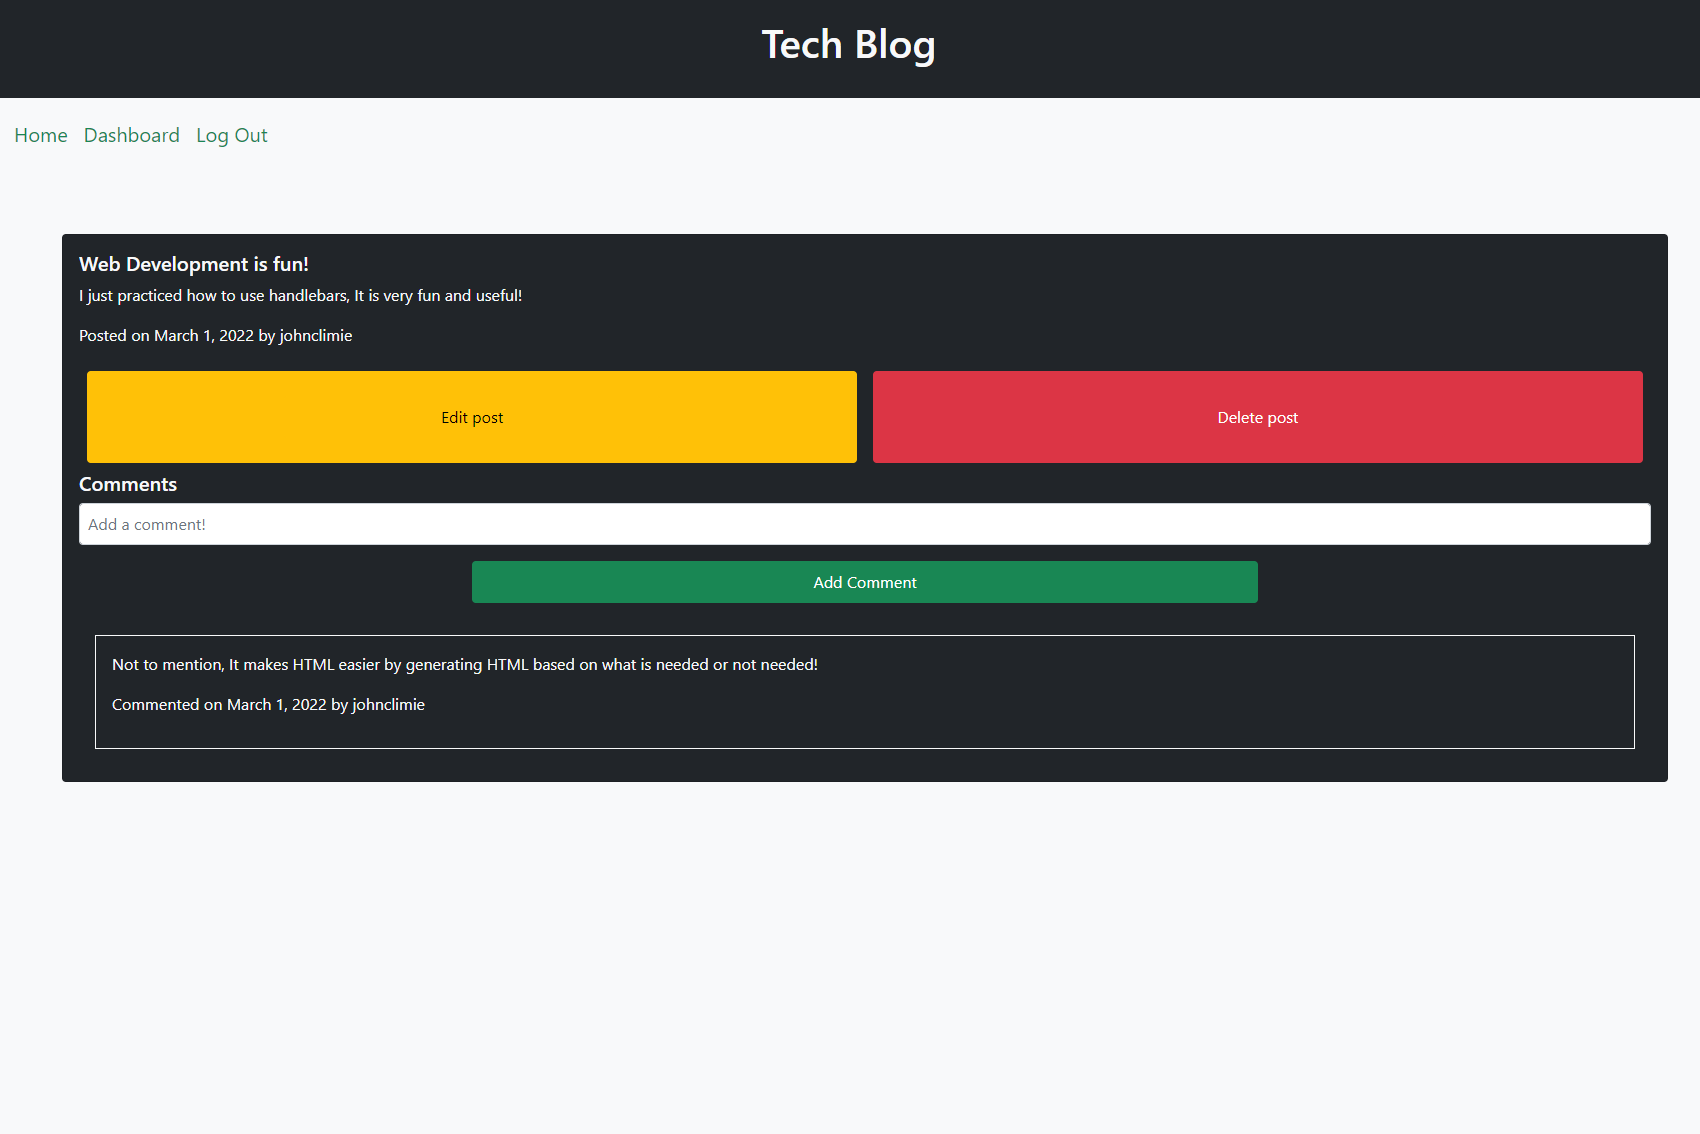 Tech Blog
Home Dashboard Log Out
Web Development is fun!
I just practiced how to use handlebars, It is very fun and useful!
Posted on March 1, 2022 by johnclimie
Edit post Delete post
Comments
Add a comment!
Add Comment
Not to mention, It makes HTML easier by generating HTML based on what is needed or not needed!
Commented on March 1, 2022 by johnclimie